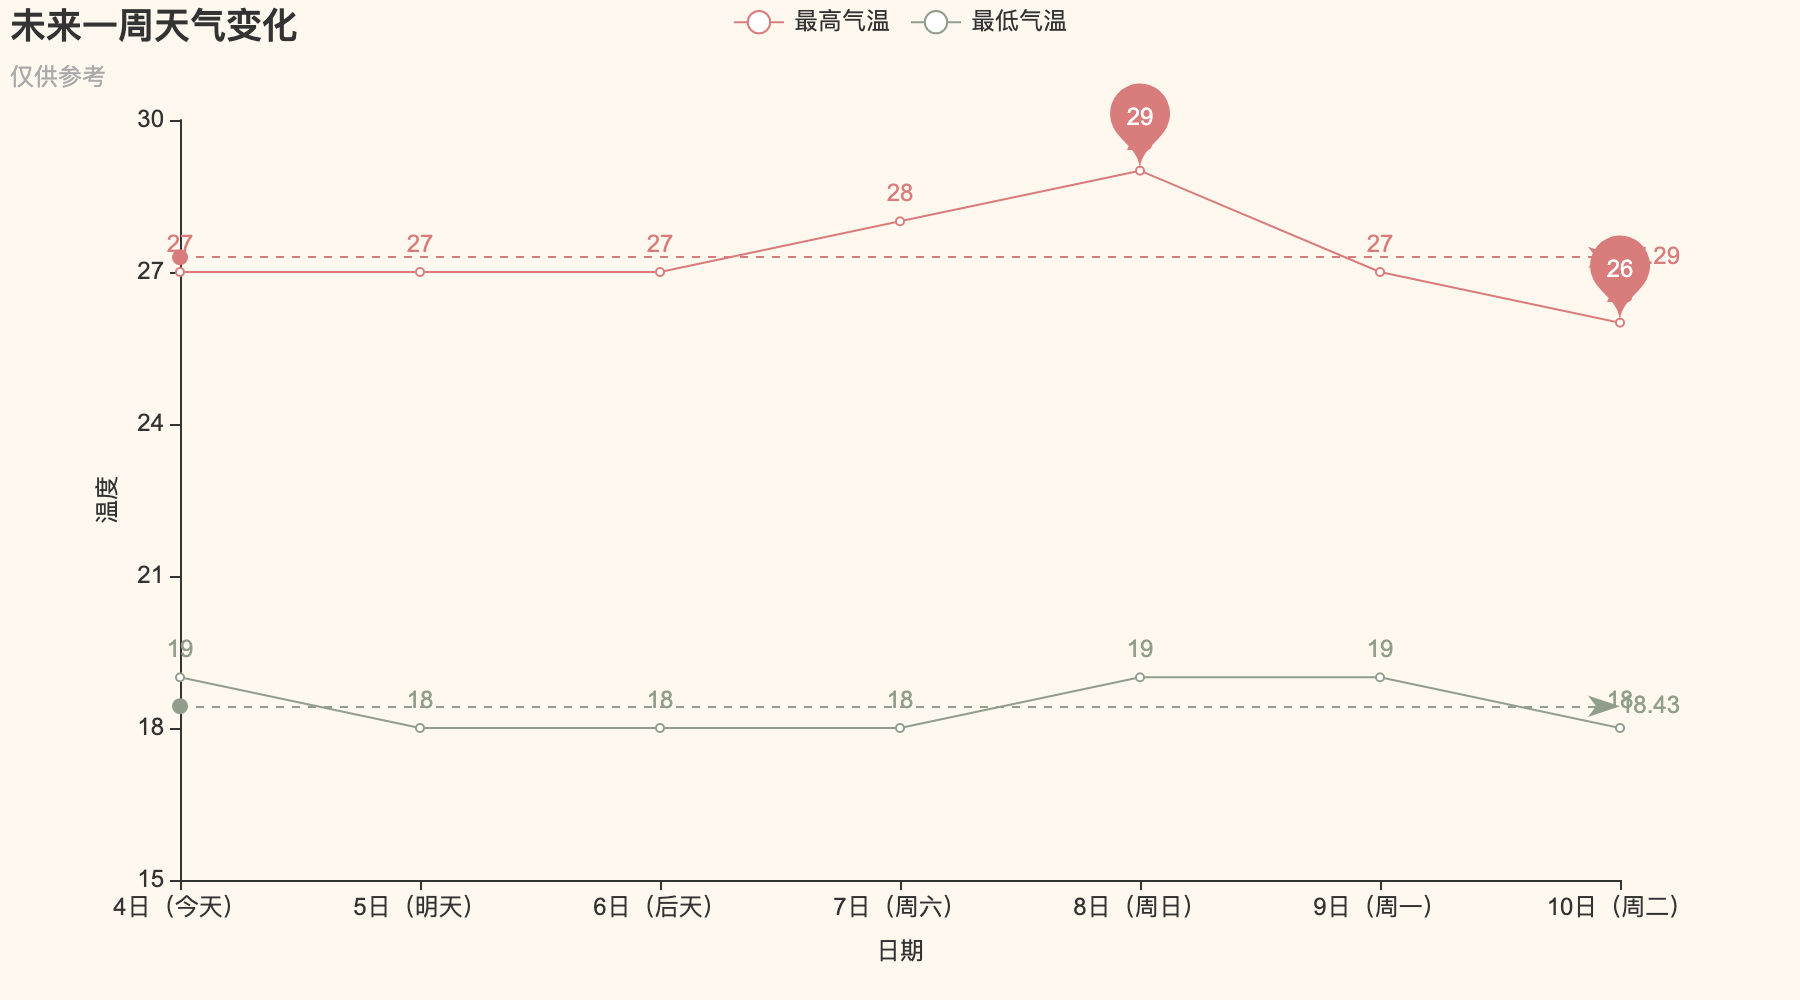 未来一周天气变化
仅供参考
最高气温 最低气温
温度
30
27
24
21
18
15
27 27 27 28 29 27 26
.29
19 18 18 18 19 19 18
18.43
4日（今天） 5日（明天） 6日（后天） 7日（周六） 8日（周日） 9日（周一） 10日（周二）
日期